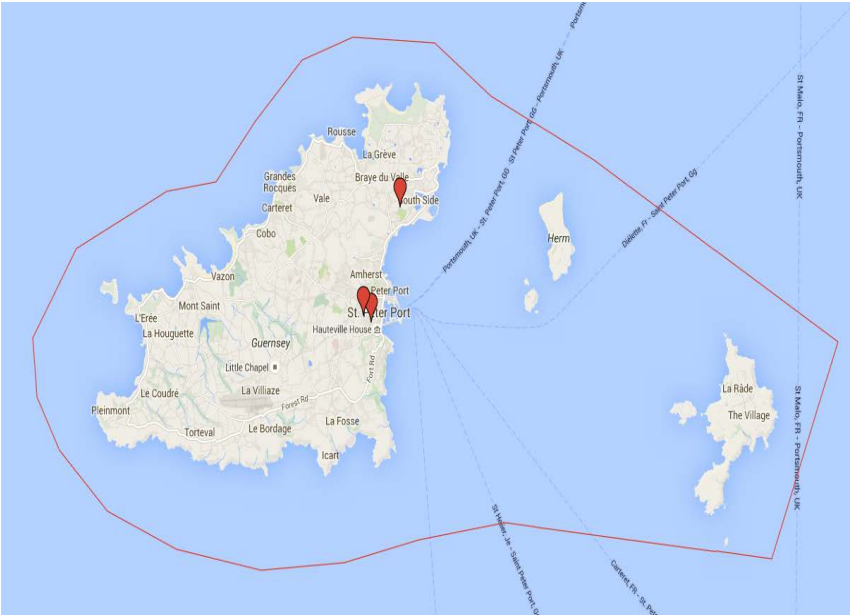 Portsm
Portsmouth, UK - St. Peter Port, GG
St Peter Port, GG - Portsmouth, UK
St Malo, FR - Portsmouth, UK
Rousse
La Grève
Braye du Valle
Grandes
Rocques
Vale
outh Side
Carteret
Herm
Diélette, Fr - Saint Peter Port, Gg
Cobo
Vazon
Amherst
Peter Port
Mont Saint
St. Peter Port
L'Erée
La Houguette
Hauteville House
Guernsey
Little Chapel
Fort Rd
La Villiaze
Le Coudré
Forest Rd
Pleinmont
Torteval
Le Bordage
La Fosse
Icart
La Ràde
The Village
St Malo, FR - Portsmouth, UK
St Helier, Je - Saint Peter Port, G
Carteret, FR - St. Pet